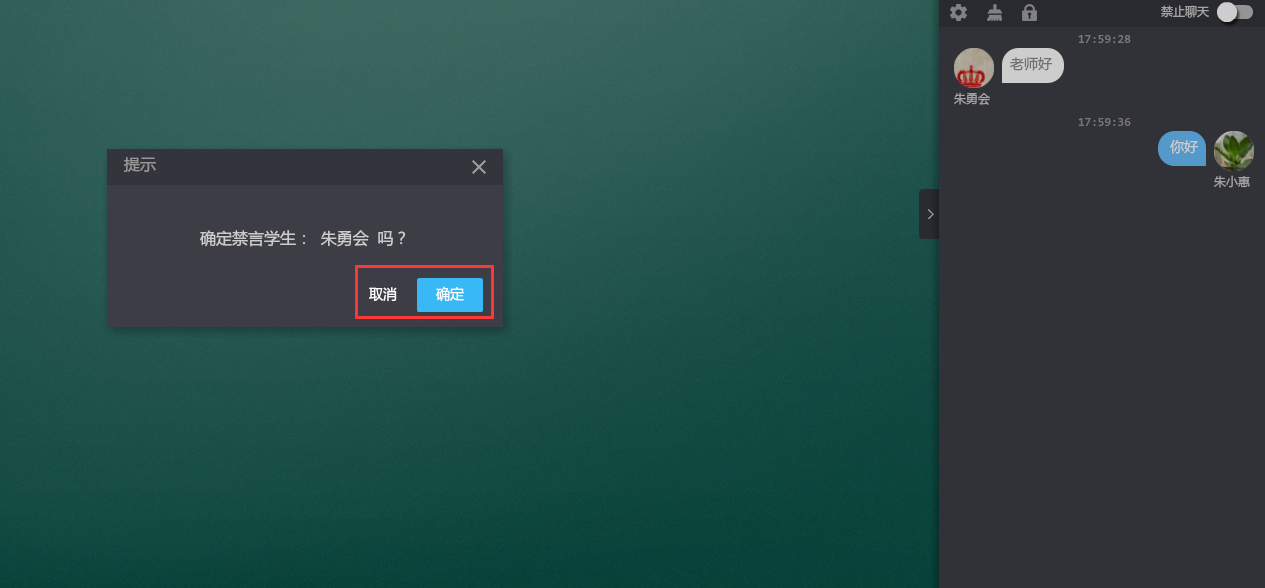 提示
确定禁言学生： 朱勇会 吗？
取消 确定
禁止聊天
17:59:28
老师好
朱勇会
17:59:36
你好
朱小惠